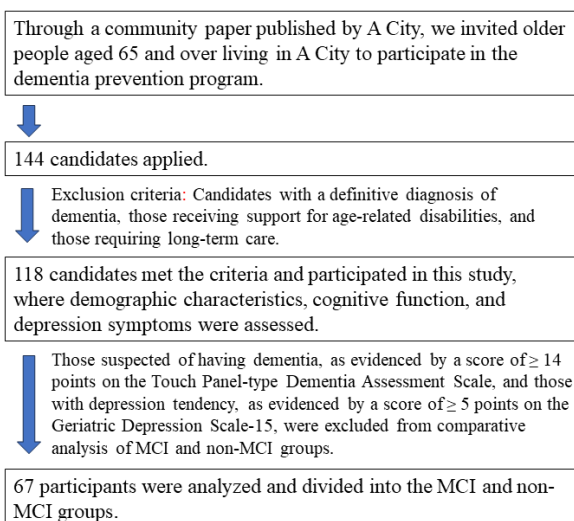 Through a community paper published by A City, we invited older
people aged 65 and over living in A City to participate in the
dementia prevention program.
144 candidates applied.
Exclusion criteria: Candidates with a definitive diagnosis of
dementia, those receiving support for age-related disabilities, and
those requiring long-term care.
118 candidates met the criteria and participated in this study,
where demographic characteristics, cognitive function, and
depression symptoms were assessed.
Those suspected of having dementia, as evidenced by a score of ≥ 14
points on the Touch Panel-type Dementia Assessment Scale, and those
with depression tendency, as evidenced by a score of ≥ 5 points on the
Geriatric Depression Scale-15, were excluded from comparative
analysis of MCI and non-MCI groups.
67 participants were analyzed and divided into the MCI and non-
MCI groups.